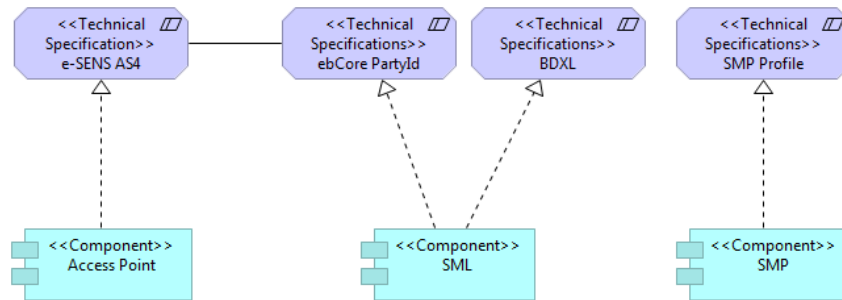 <<Technical
Specification>>
e-SENS AS4
<<Technical
Specifications>>
ebCore PartyId
<<Technical
Specifications>>
BDXL
<<Technical
Specifications>>
SMP Profile
<<Component>>
Access Point
<<Component>>
SML
<<Component>>
SMP